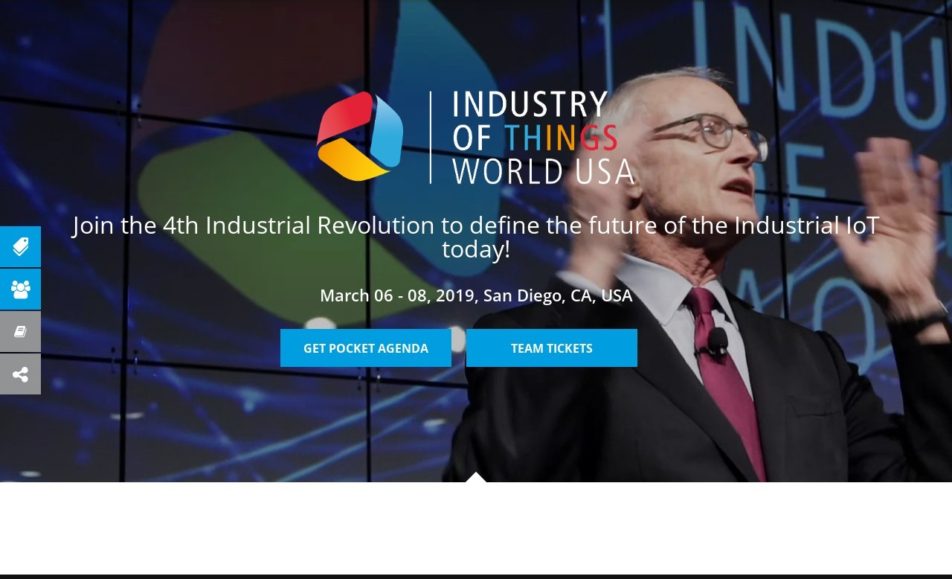 INDUSTRY
OF THINGS
WORLD USA
Join the 4th Industrial Revolution to define the future of the Industrial IoT
today!
March 06 - 08, 2019, San Diego, CA, USA
GET POCKET AGENDA
TEAM TICKETS